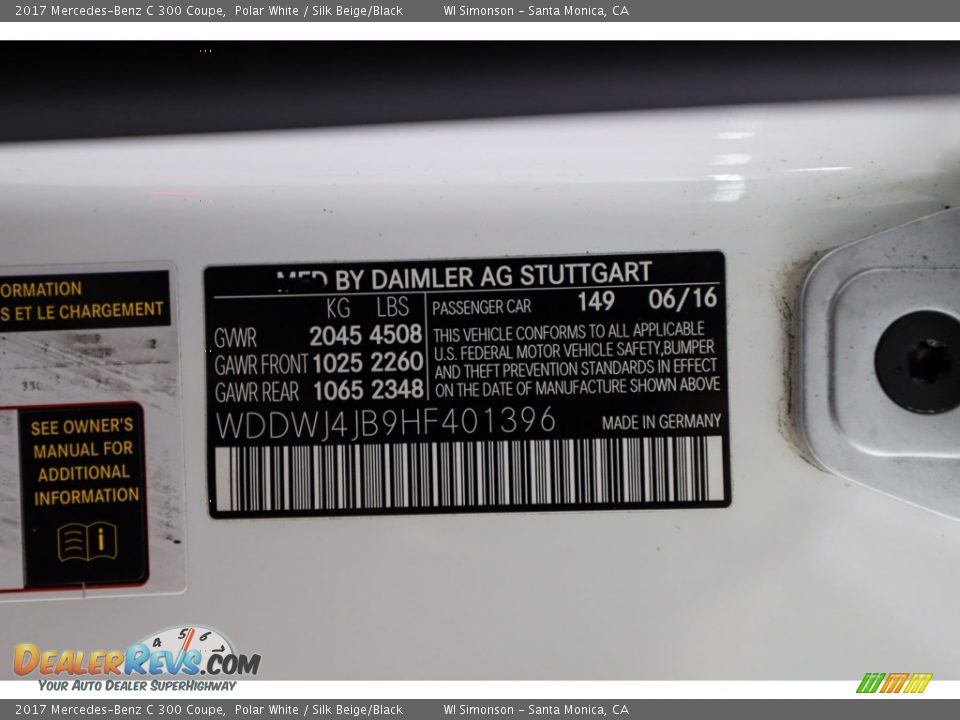 2017 Mercedes-Benz C 300 Coupe, Polar White / Silk Beige/Black WI Simonson - Santa Monica, CA
MFD BY DAIMLER AG STUTTGART
KG LBS
GVWR 2045 4508
GAWR FRONT 1025 2260
GAWR REAR 1065 2348
PASSENGER CAR 149 06/16
THIS VEHICLE CONFORMS TO ALL APPLICABLE
U.S. FEDERAL MOTOR VEHICLE SAFETY,BUMPER
AND THEFT PREVENTION STANDARDS IN EFFECT
ON THE DATE OF MANUFACTURE SHOWN ABOVE
WDDWJ4JB9HF401396 MADE IN GERMANY
ORMATION
S ET LE CHARGEMENT
SEE OWNER'S
MANUAL FOR
ADDITIONAL
INFORMATION
i
4 5 6
DEALERREVS.COM
YOUR AUTO DEALER SUPERHIGHWAY
2017 Mercedes-Benz C 300 Coupe, Polar White / Silk Beige/Black WI Simonson - Santa Monica, CA